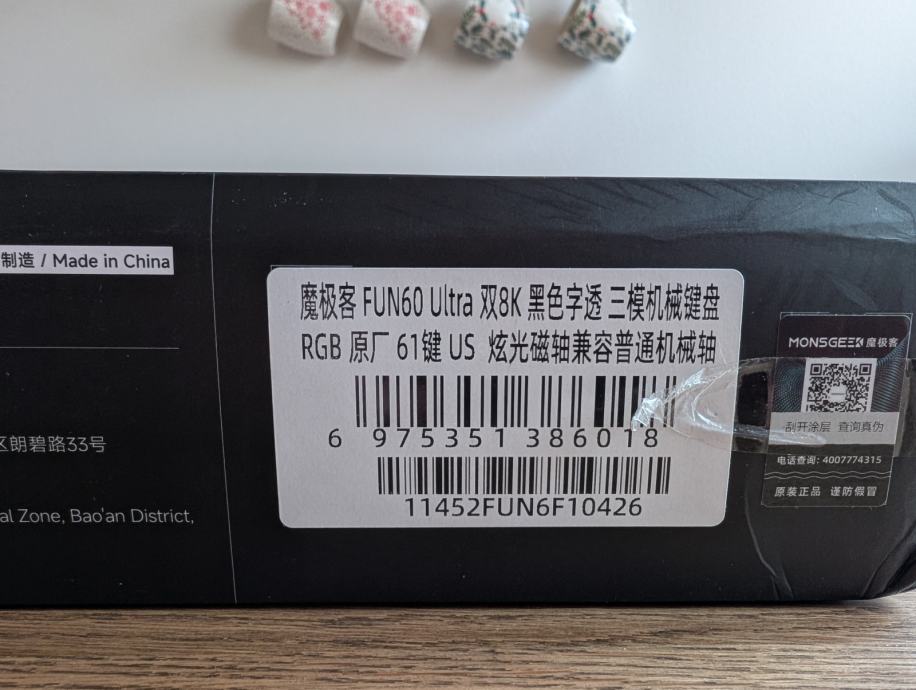 制造 / Made in China
区朗碧路33号
al Zone, Bao'an District,
魔极客 FUN60 Ultra 双8K 黑色字透 三模机械键盘
RGB 原厂 61键 US 炫光磁轴兼容普通机械轴
6 975351 386018
11452FUN6F10426
MONSGEEK 魔极客
刮开涂层 查询真伪
电话查询: 4007774315
原装正品 谨防假冒